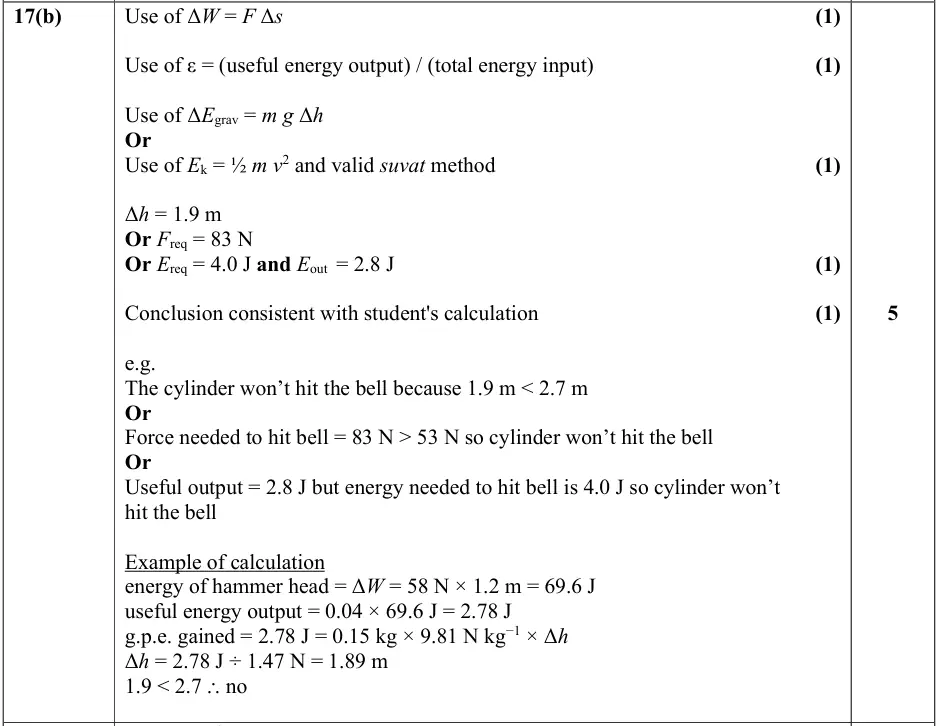 17(b) Use of ΔW = F Δs (1)
Use of ε = (useful energy output) / (total energy input) (1)
Use of ΔEgrav = m g Δh
Or
Use of Ek = ½ m v² and valid suvat method (1)
Δh = 1.9 m
Or Freq = 83 N
Or Ereq = 4.0 J and Eout = 2.8 J (1)
Conclusion consistent with student's calculation (1) 5
e.g.
The cylinder won’t hit the bell because 1.9 m < 2.7 m
Or
Force needed to hit bell = 83 N > 53 N so cylinder won’t hit the bell
Or
Useful output = 2.8 J but energy needed to hit bell is 4.0 J so cylinder won’t
hit the bell
Example of calculation
energy of hammer head = ΔW = 58 N × 1.2 m = 69.6 J
useful energy output = 0.04 × 69.6 J = 2.78 J
g.p.e. gained = 2.78 J = 0.15 kg × 9.81 N kg⁻¹ × Δh
Δh = 2.78 J ÷ 1.47 N = 1.89 m
1.9 < 2.7 ∴ no